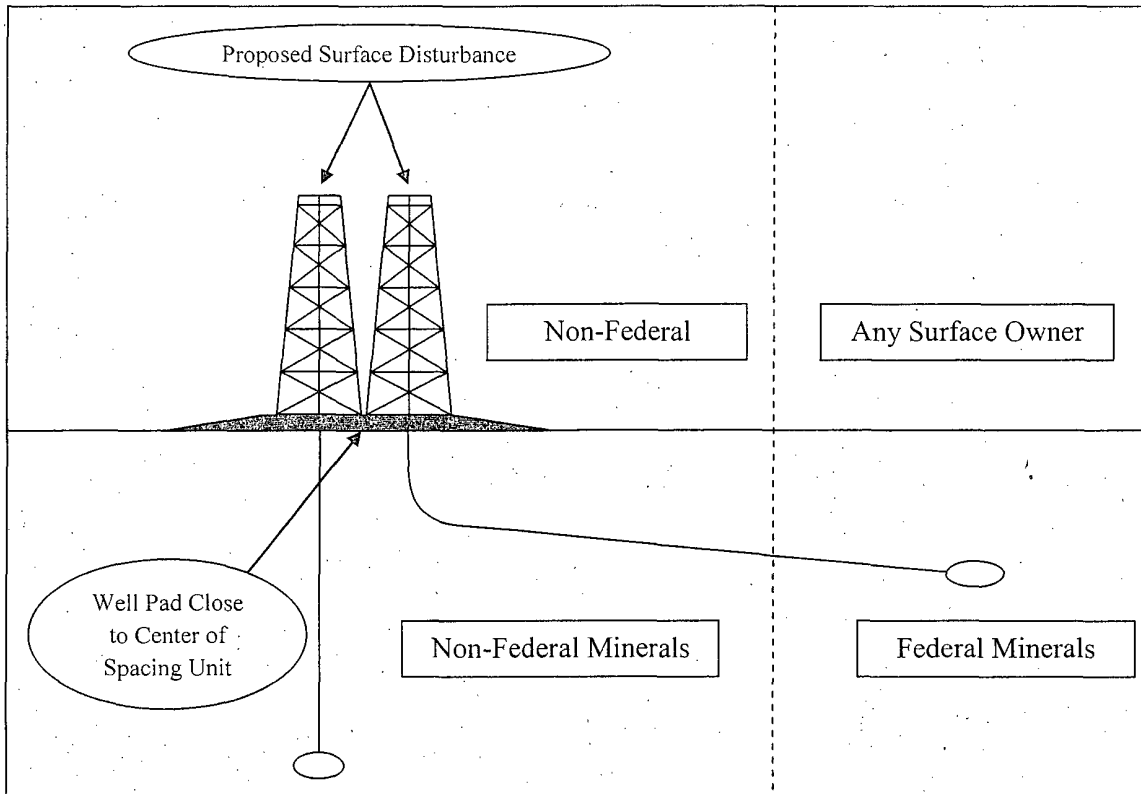 Proposed Surface Disturbance
Non-Federal
Any Surface Owner
Well Pad Close
to Center of
Spacing Unit
Non-Federal Minerals
Federal Minerals